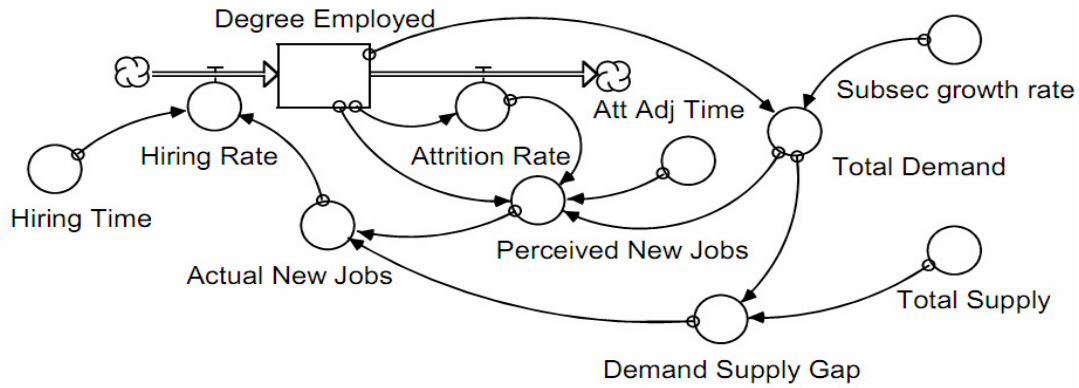 Degree Employed
Subsec growth rate
Att Adj Time
Hiring Rate
Attrition Rate
Total Demand
Hiring Time
Perceived New Jobs
Actual New Jobs
Total Supply
Demand Supply Gap